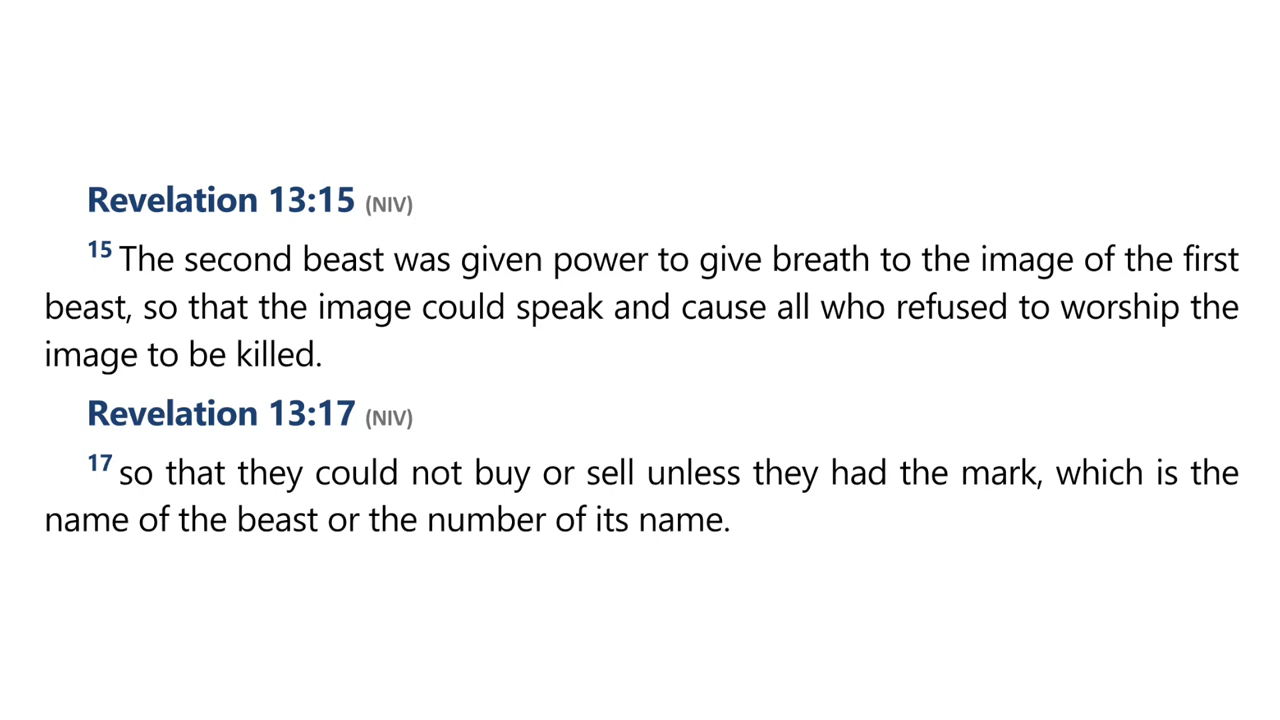 Revelation 13:15 (NIV)
15 The second beast was given power to give breath to the image of the first
beast, so that the image could speak and cause all who refused to worship the
image to be killed.
Revelation 13:17 (NIV)
17 so that they could not buy or sell unless they had the mark, which is the
name of the beast or the number of its name.